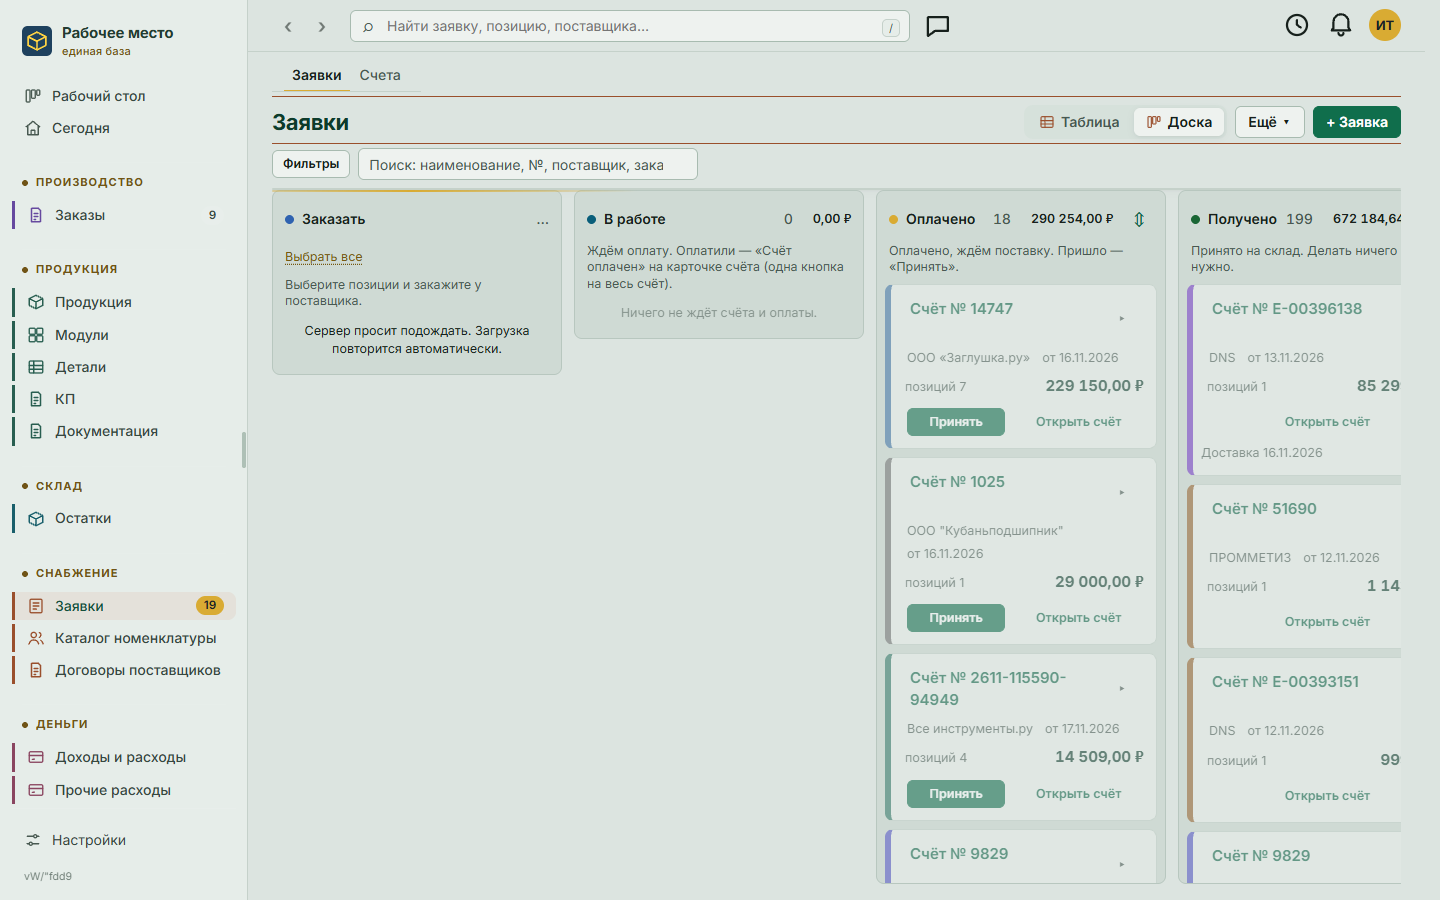 Рабочее место
единая база
Рабочий стол
Сегодня
ПРОИЗВОДСТВО
Заказы 9
ПРОДУКЦИЯ
Продукция
Модули
Детали
КП
Документация
СКЛАД
Остатки
СНАБЖЕНИЕ
Заявки 19
Каталог номенклатуры
Договоры поставщиков
ДЕНЬГИ
Доходы и расходы
Прочие расходы
Настройки
vW/"fdd9
Найти заявку, позицию, поставщика... /
ИТ
Заявки Счета
Заявки
Таблица Доска Ещё + Заявка
Фильтры Поиск: наименование, №, поставщик, зака
Заказать ...
Выбрать все
Выберите позиции и закажите у
поставщика.
Сервер просит подождать. Загрузка
повторится автоматически.
В работе 0 0,00 ₽
Ждём оплату. Оплатили — «Счёт
оплачен» на карточке счёта (одна кнопка
на весь счёт).
Ничего не ждёт счёта и оплаты.
Оплачено 18 290 254,00 ₽
Оплачено, ждём поставку. Пришло —
«Принять».
Счёт № 14747
ООО «Заглушка.ру» от 16.11.2026
позиций 7 229 150,00 ₽
Принять Открыть счёт
Счёт № 1025
ООО "Кубаньподшипник"
от 16.11.2026
позиций 1 29 000,00 ₽
Принять Открыть счёт
Счёт № 2611-115590-
94949
Все инструменты.ру от 17.11.2026
позиций 4 14 509,00 ₽
Принять Открыть счёт
Счёт № 9829
Получено 199 672 184,64
Принято на склад. Делать ничего
нужно.
Счёт № E-00396138
DNS от 13.11.2026
позиций 1 85 29
Открыть счёт
Доставка 16.11.2026
Счёт № 51690
ПРОММЕТИЗ от 12.11.2026
позиций 1 1 14
Открыть счёт
Счёт № E-00393151
DNS от 12.11.2026
позиций 1 99
Открыть счёт
Счёт № 9829